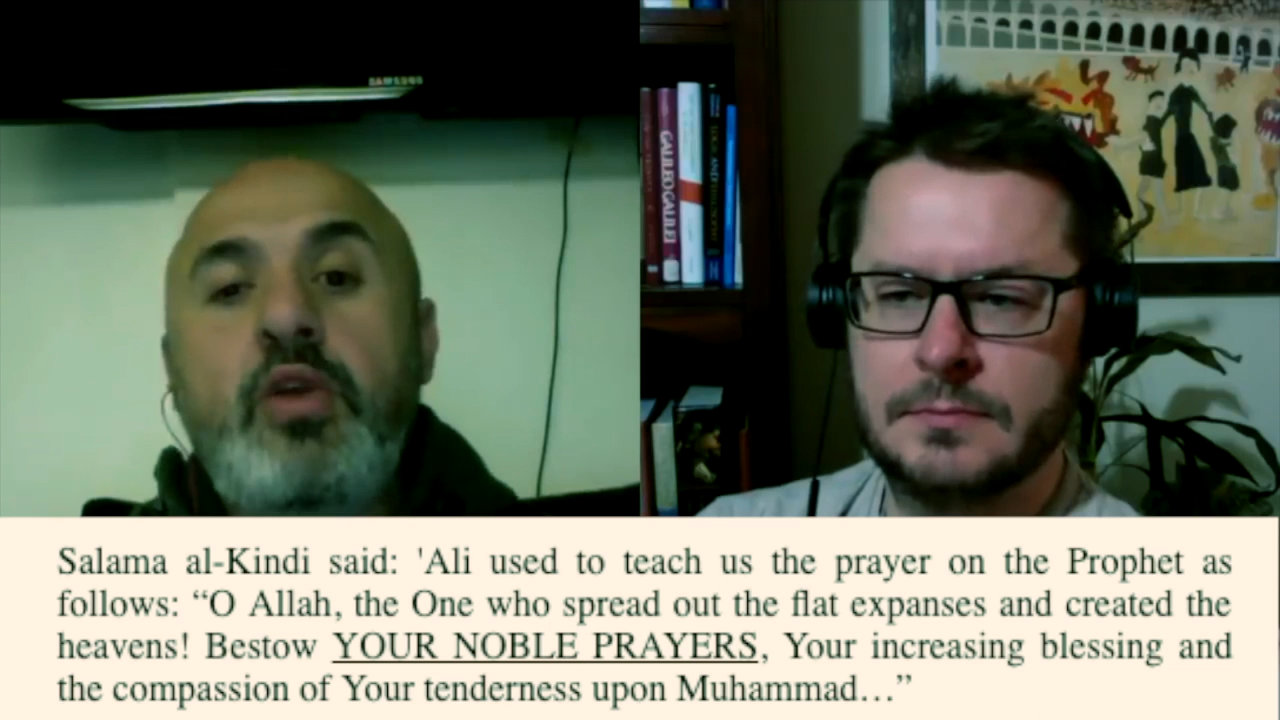 SAMSUNG
GALILEO GALILEI
Salama al-Kindi said: 'Ali used to teach us the prayer on the Prophet as
follows: “O Allah, the One who spread out the flat expanses and created the
heavens! Bestow YOUR NOBLE PRAYERS, Your increasing blessing and
the compassion of Your tenderness upon Muhammad…”